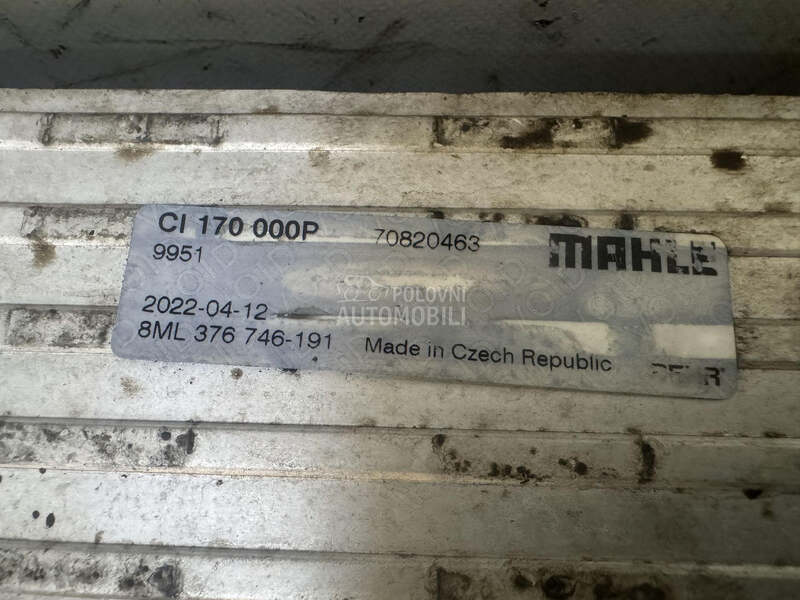 CI 170 000P 70820463 MAHLE
9951
2022-04-12
8ML 376 746-191 Made in Czech Republic
POLOVNI
AUTOMOBILI